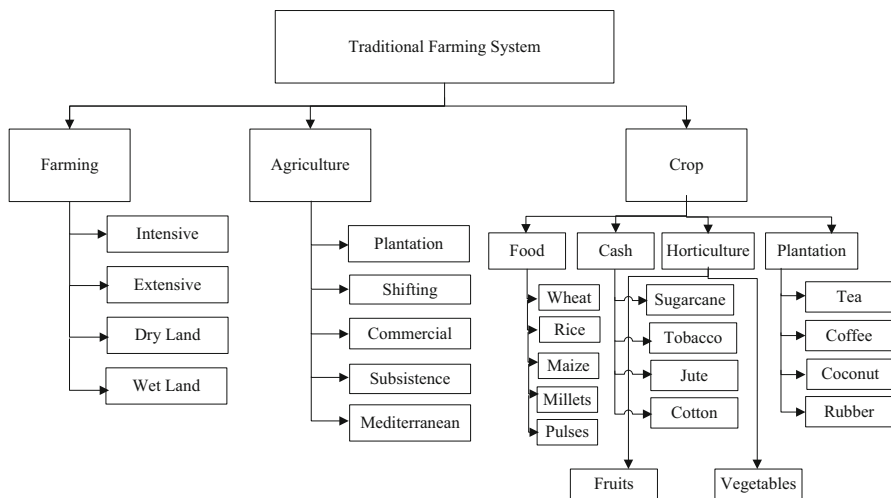 Traditional Farming System
Farming
Agriculture
Crop
Intensive
Extensive
Dry Land
Wet Land
Plantation
Shifting
Commercial
Subsistence
Mediterranean
Food
Cash
Horticulture
Plantation
Wheat
Rice
Maize
Millets
Pulses
Sugarcane
Tobacco
Jute
Cotton
Fruits
Vegetables
Tea
Coffee
Coconut
Rubber